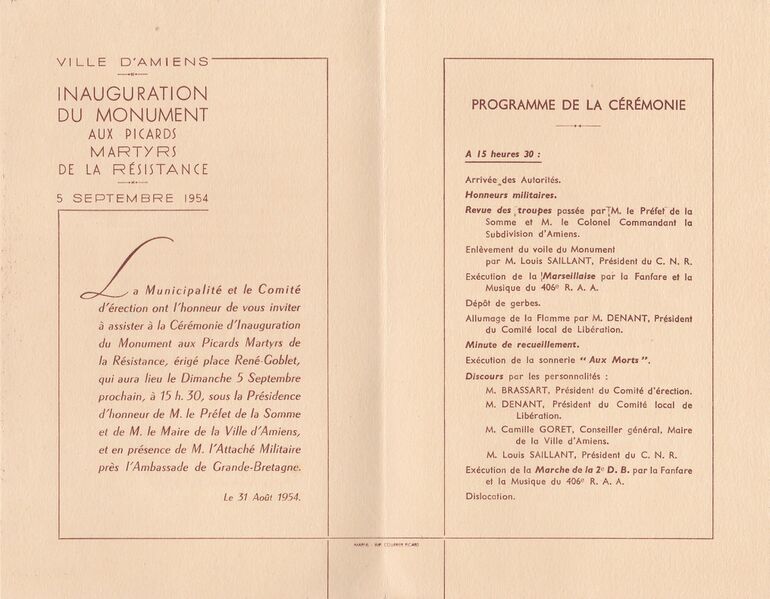 VILLE D'AMIENS
INAUGURATION
DU MONUMENT
AUX PICARDS
MARTYRS
DE LA RÉSISTANCE
5 SEPTEMBRE 1954
La Municipalité et le Comité
d'érection ont l'honneur de vous inviter
à assister à la Cérémonie d'Inauguration
du Monument aux Picards Martyrs de
la Résistance, érigé place René-Goblet,
qui aura lieu le Dimanche 5 Septembre
prochain, à 15 h. 30, sous la Présidence
d'honneur de M. le Préfet de la Somme
et de M. le Maire de la Ville d'Amiens,
et en présence de M. l'Attaché Militaire
près l'Ambassade de Grande-Bretagne.
Le 31 Août 1954.
PROGRAMME DE LA CÉRÉMONIE
A 15 heures 30 :
Arrivée des Autorités.
Honneurs militaires.
Revue des troupes passée par M. le Préfet de la
Somme et M. le Colonel Commandant la
Subdivision d'Amiens.
Enlèvement du voile du Monument
par M. Louis SAILLANT, Président du C. N. R.
Exécution de la Marseillaise par la Fanfare et la
Musique du 406e R. A. A.
Dépôt de gerbes.
Allumage de la Flamme par M. DENANT, Président
du Comité local de Libération.
Minute de recueillement.
Exécution de la sonnerie "Aux Morts".
Discours par les personnalités :
M. BRASSART, Président du Comité d'érection.
M. DENANT, Président du Comité local de
Libération.
M. Camille GORET, Conseiller général, Maire
de la Ville d'Amiens.
M. Louis SAILLANT, Président du C. N. R.
Exécution de la Marche de la 2e D. B. par la Fanfare
et la Musique du 406e R. A. A.
Dislocation.
IMP. COURRIER PICARD